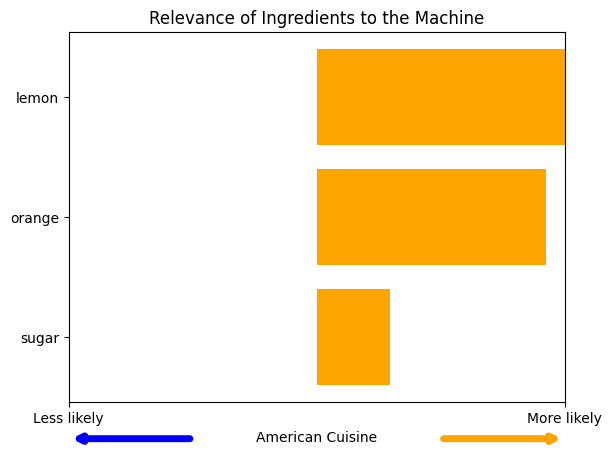 Relevance of Ingredients to the Machine
lemon
orange
sugar
Less likely
More likely
American Cuisine